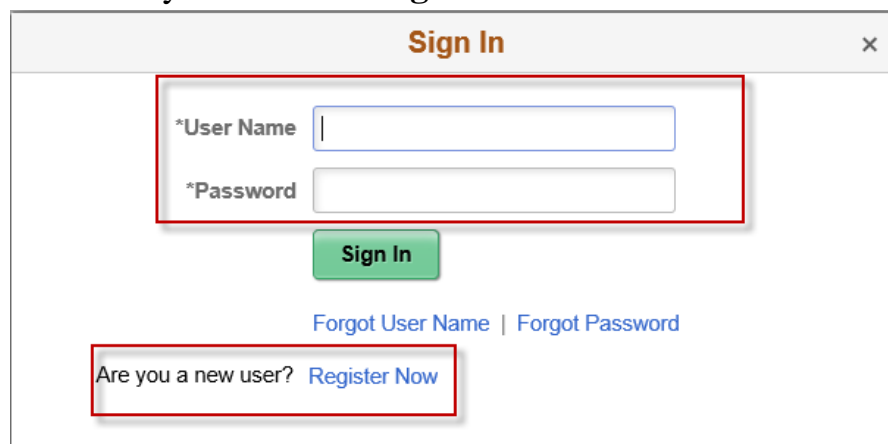 Sign In ×
*User Name
*Password
Sign In
Forgot User Name | Forgot Password
Are you a new user? Register Now